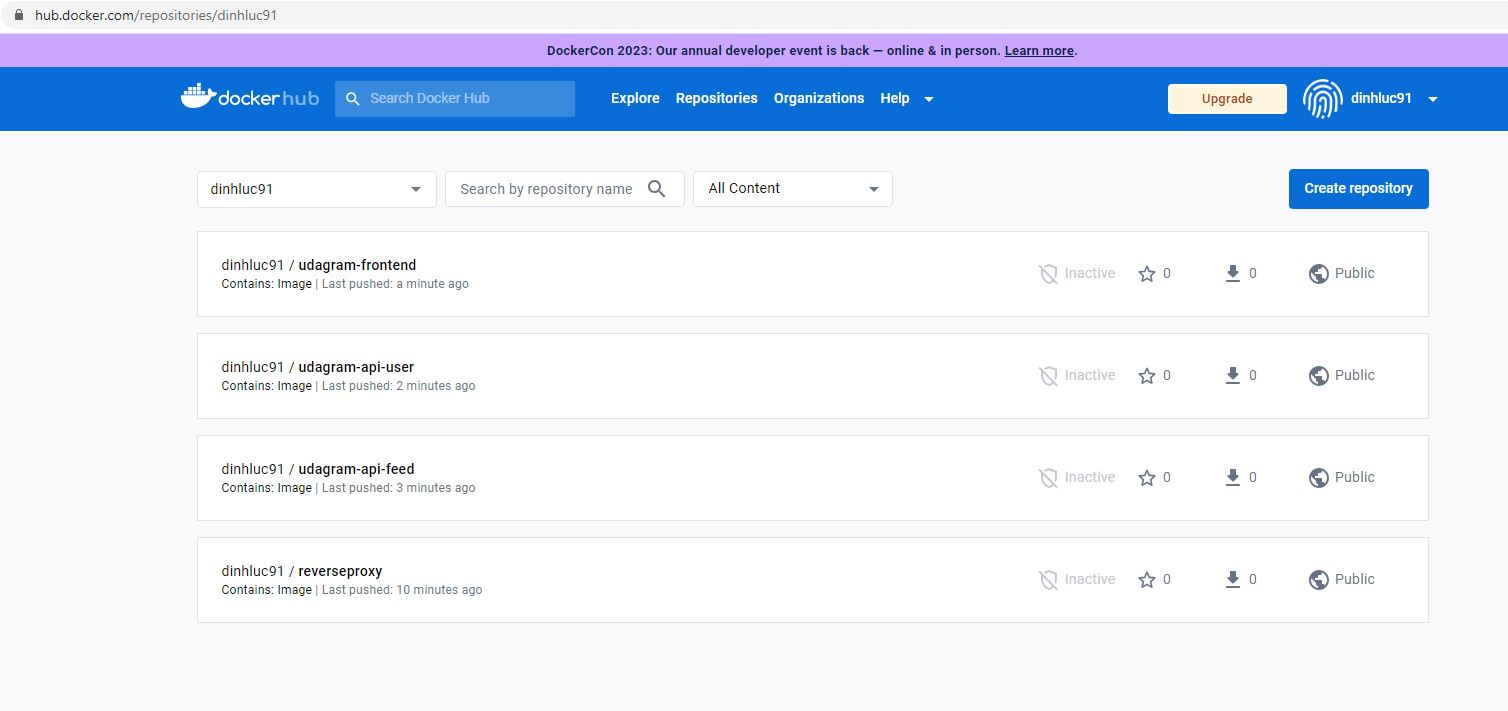 hub.docker.com/repositories/dinhluc91
DockerCon 2023: Our annual developer event is back — online & in person. Learn more.
dockerhub Search Docker Hub Explore Repositories Organizations Help Upgrade dinhluc91
dinhluc91 Search by repository name All Content Create repository
dinhluc91 / udagram-frontend
Contains: Image | Last pushed: a minute ago
Inactive 0 0 Public
dinhluc91 / udagram-api-user
Contains: Image | Last pushed: 2 minutes ago
Inactive 0 0 Public
dinhluc91 / udagram-api-feed
Contains: Image | Last pushed: 3 minutes ago
Inactive 0 0 Public
dinhluc91 / reverseproxy
Contains: Image | Last pushed: 10 minutes ago
Inactive 0 0 Public